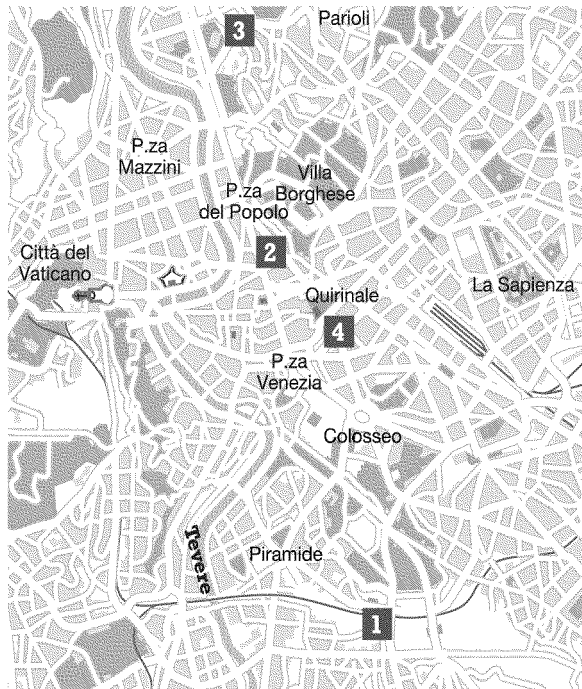 3
Parioli
P.za
Mazzini
Villa
Borghese
P.za
del Popolo
2
Città del
Vaticano
La Sapienza
Quirinale
4
P.za
Venezia
Colosseo
Tevere
Piramide
1